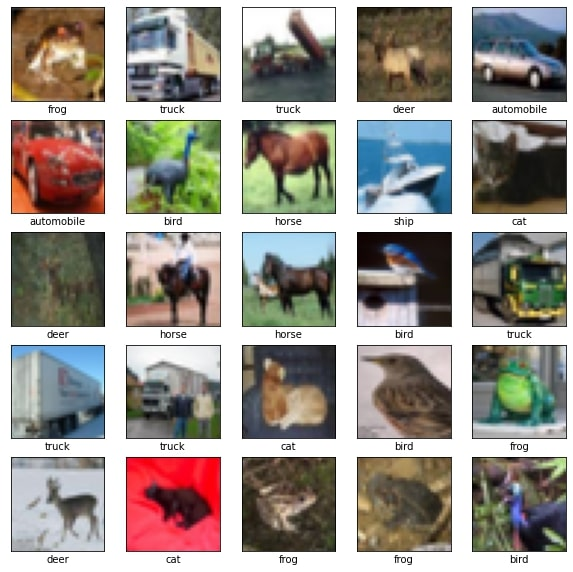 frog truck truck deer automobile
automobile bird horse ship cat
deer horse horse bird truck
truck truck cat bird frog
deer cat frog frog bird